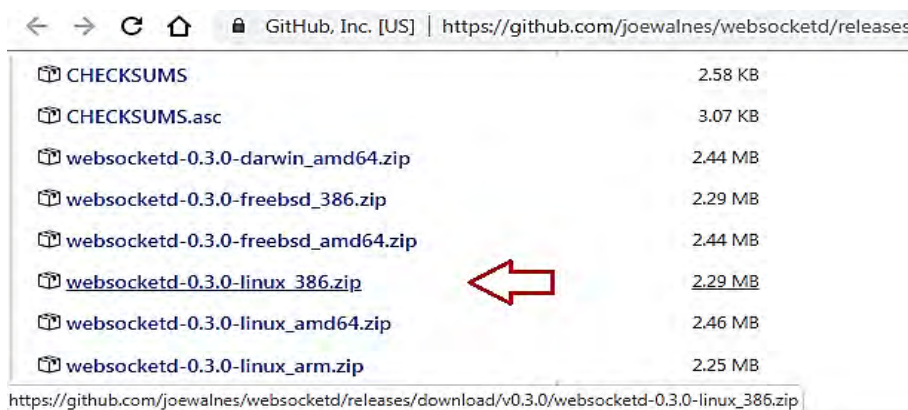 GitHub, Inc. [US] | https://github.com/joewalnes/websocketd/releases
CHECKSUMS 2.58 KB
CHECKSUMS.asc 3.07 KB
websocketd-0.3.0-darwin_amd64.zip 2.44 MB
websocketd-0.3.0-freebsd_386.zip 2.29 MB
websocketd-0.3.0-freebsd_amd64.zip 2.44 MB
websocketd-0.3.0-linux_386.zip 2.29 MB
websocketd-0.3.0-linux_amd64.zip 2.46 MB
websocketd-0.3.0-linux_arm.zip 2.25 MB
https://github.com/joewalnes/websocketd/releases/download/v0.3.0/websocketd-0.3.0-linux_386.zip